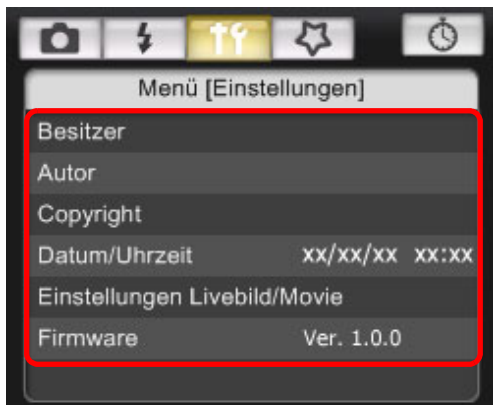 Menü [Einstellungen]
Besitzer
Autor
Copyright
Datum/Uhrzeit xx/xx/xx xx:xx
Einstellungen Livebild/Movie
Firmware Ver. 1.0.0